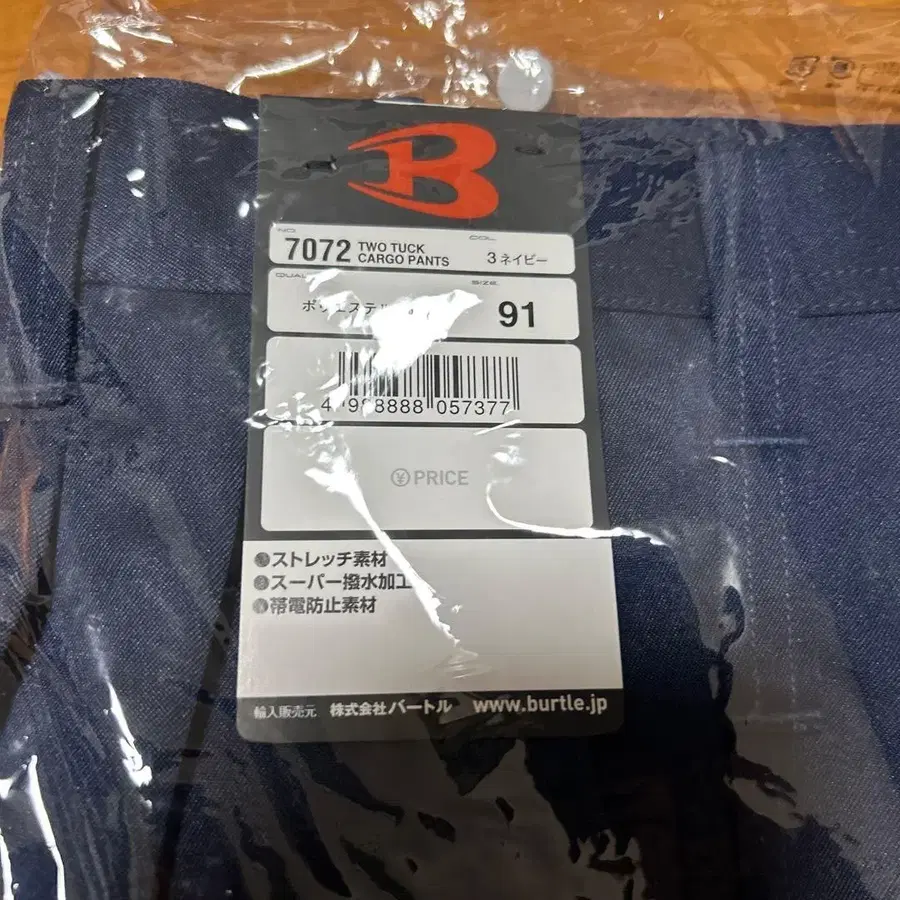 B
NO. COL.
7072 TWO TUCK CARGO PANTS 3 ネイビー
SIZE.
91
057377
¥ PRICE
ストレッチ素材
スーパー撥水加工
帯電防止素材
輸入販売元 株式会社バートル www.burtle.jp